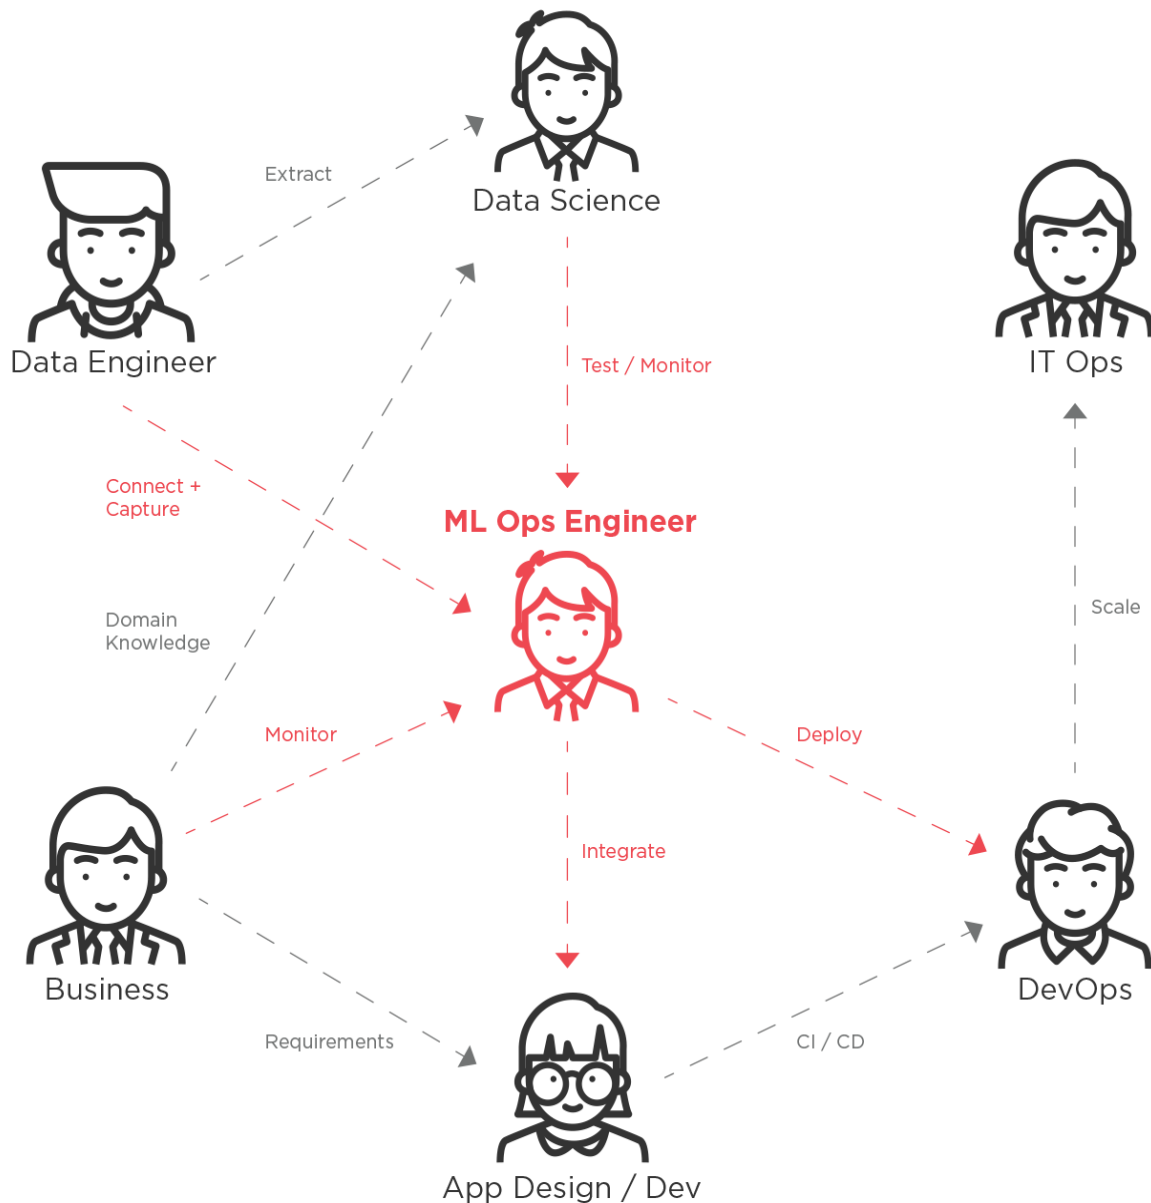 Extract
Data Science
Data Engineer
IT Ops
Test / Monitor
Connect +
Capture
ML Ops Engineer
Domain
Knowledge
Scale
Monitor
Deploy
Integrate
Business
DevOps
Requirements
CI / CD
App Design / Dev